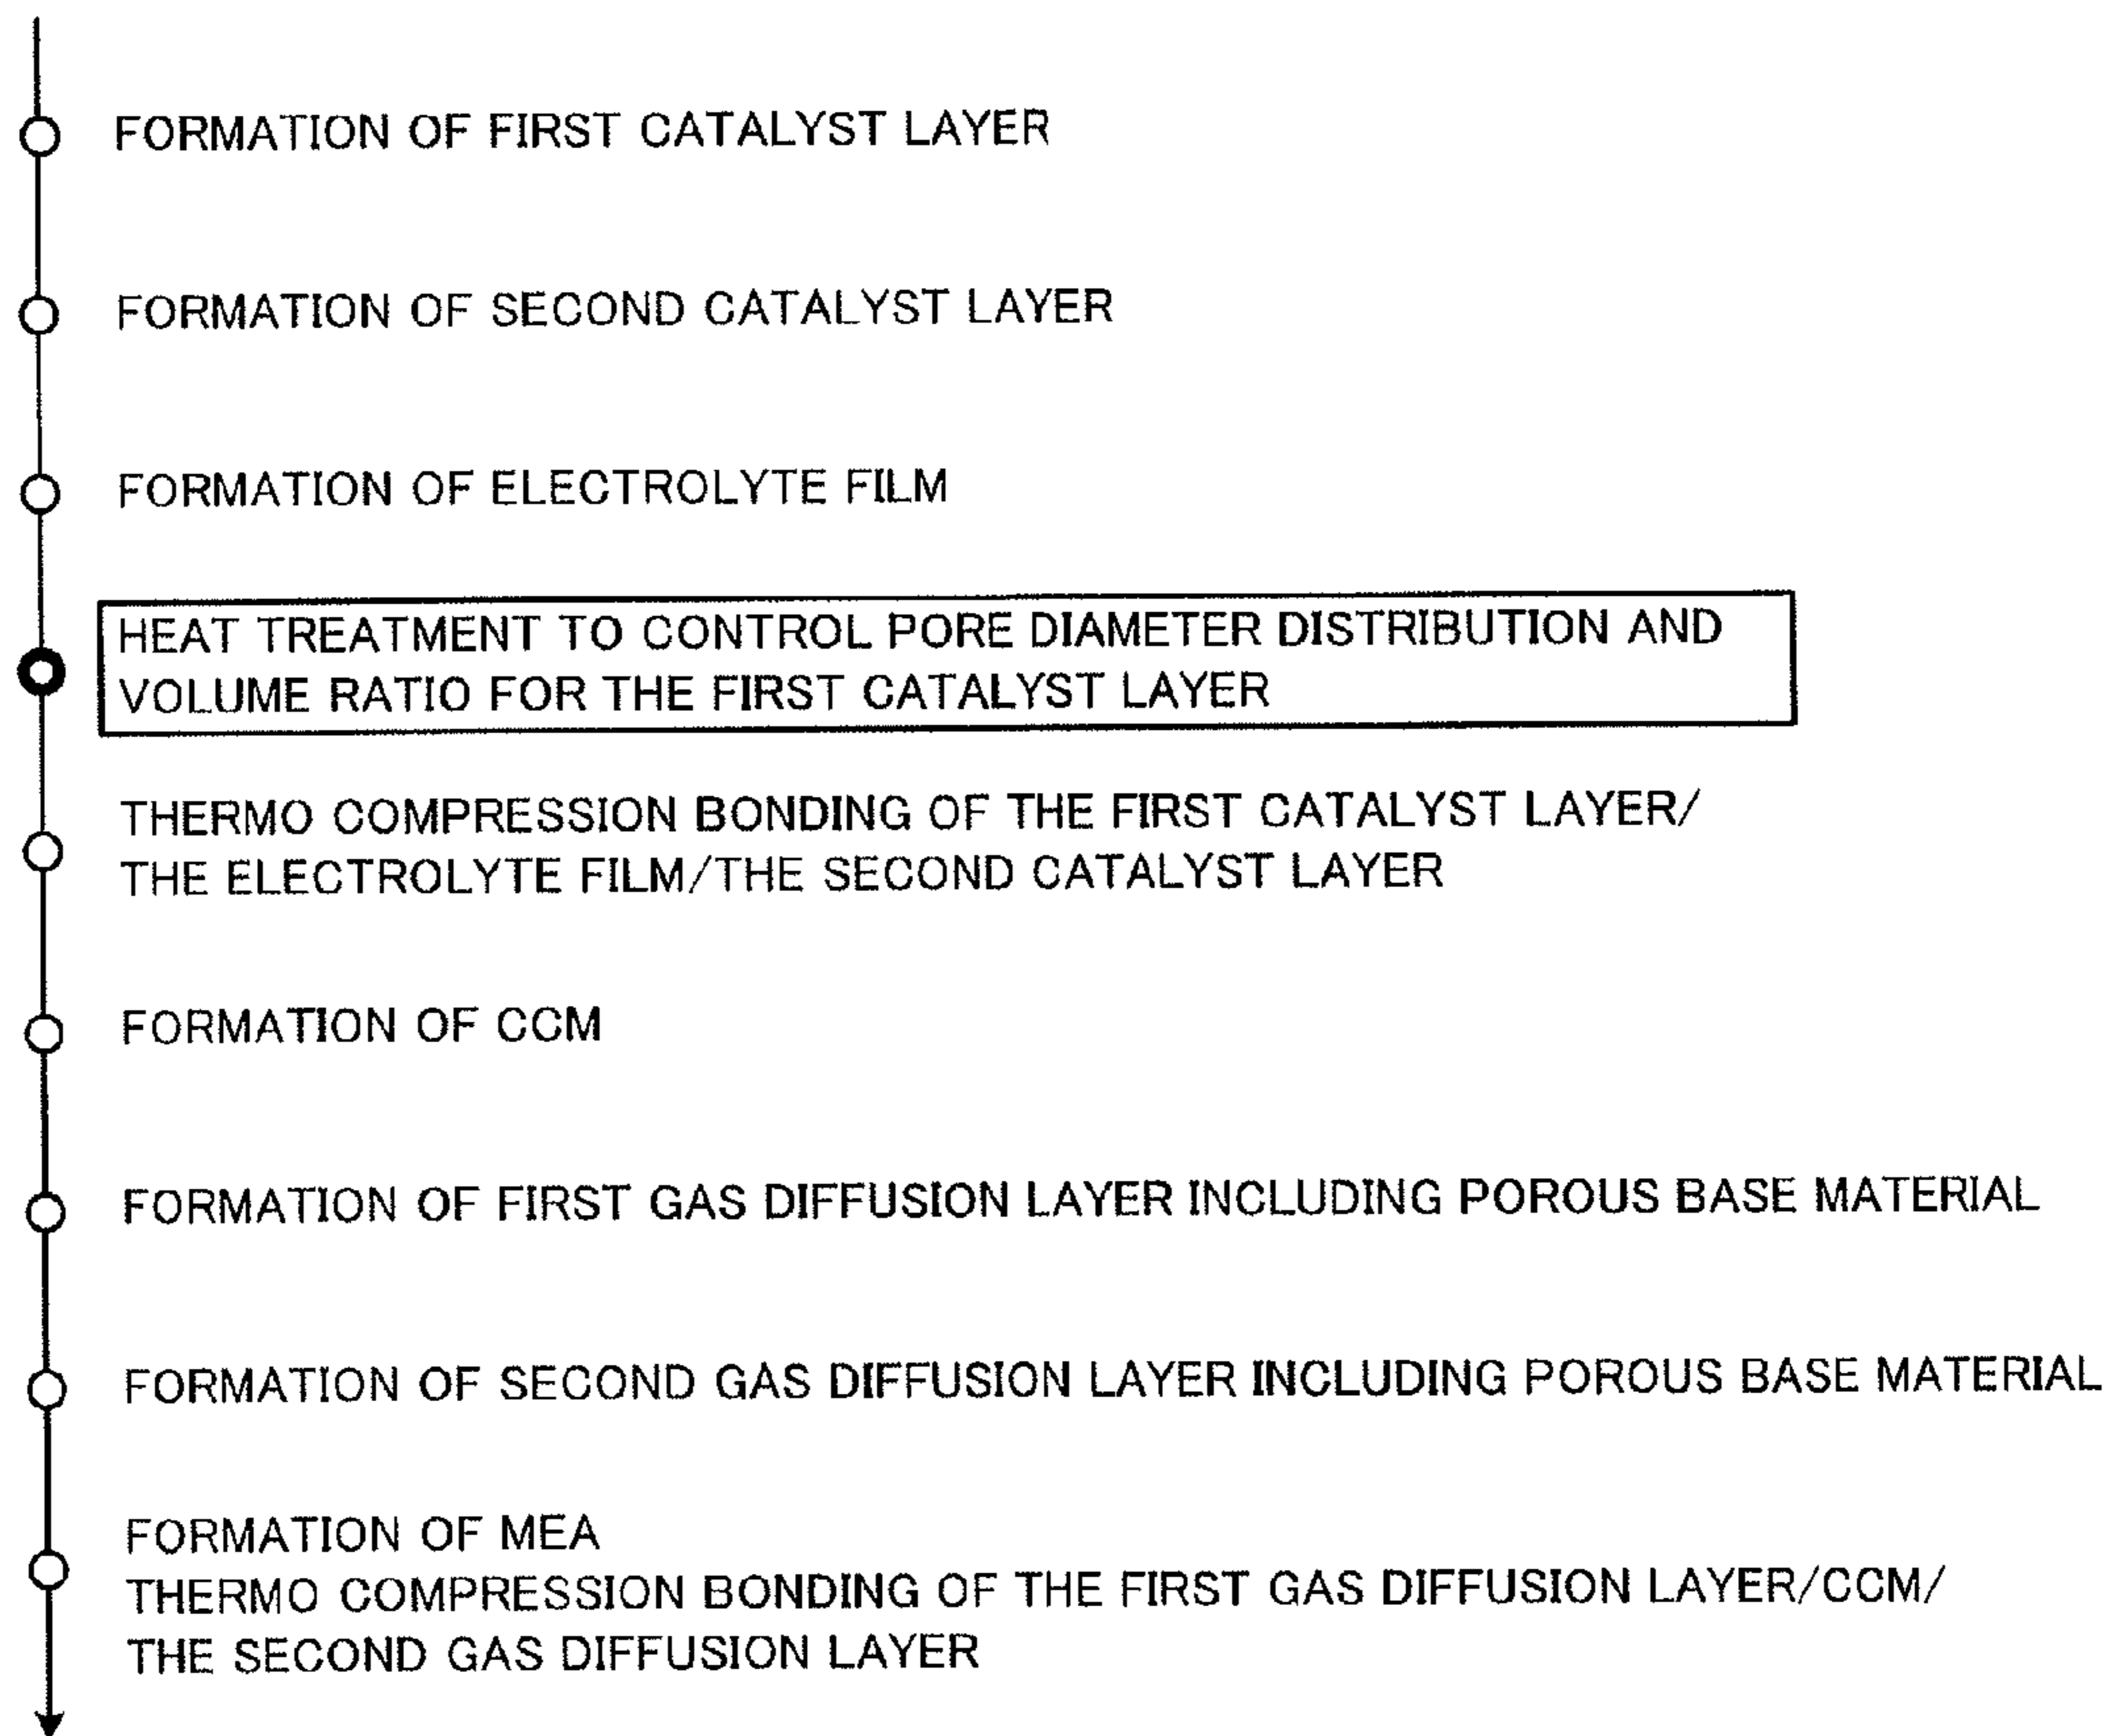 FORMATION OF FIRST CATALYST LAYER
FORMATION OF SECOND CATALYST LAYER
FORMATION OF ELECTROLYTE FILM
HEAT TREATMENT TO CONTROL PORE DIAMETER DISTRIBUTION AND
VOLUME RATIO FOR THE FIRST CATALYST LAYER
THERMO COMPRESSION BONDING OF THE FIRST CATALYST LAYER/
THE ELECTROLYTE FILM/THE SECOND CATALYST LAYER
FORMATION OF CCM
FORMATION OF FIRST GAS DIFFUSION LAYER INCLUDING POROUS BASE MATERIAL
FORMATION OF SECOND GAS DIFFUSION LAYER INCLUDING POROUS BASE MATERIAL
FORMATION OF MEA
THERMO COMPRESSION BONDING OF THE FIRST GAS DIFFUSION LAYER/CCM/
THE SECOND GAS DIFFUSION LAYER